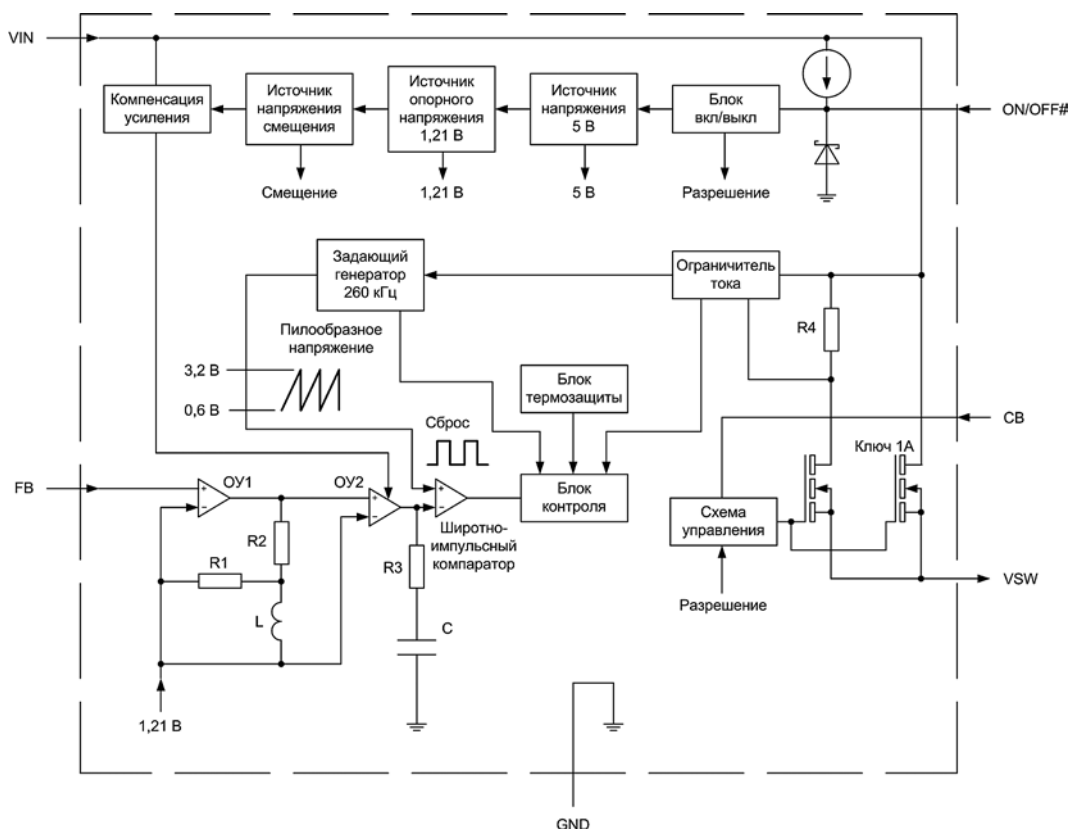 VIN
Компенсация
усиления
Источник
напряжения
смещения
Источник
опорного
напряжения
1,21 В
Источник
напряжения
5 В
Блок
вкл/выкл
ON/OFF#
Смещение
1,21 В
5 В
Разрешение
Задающий
генератор
260 кГц
Ограничитель
тока
R4
Пилообразное
напряжение
3,2 В
0,6 В
Блок
термозащиты
Сброс
CB
Ключ 1А
FB
ОУ1
ОУ2
Блок
контроля
Схема
управления
Широтно-
импульсный
компаратор
R2
R1
R3
L
C
Разрешение
VSW
1,21 В
GND
+
−
+
−
+
−